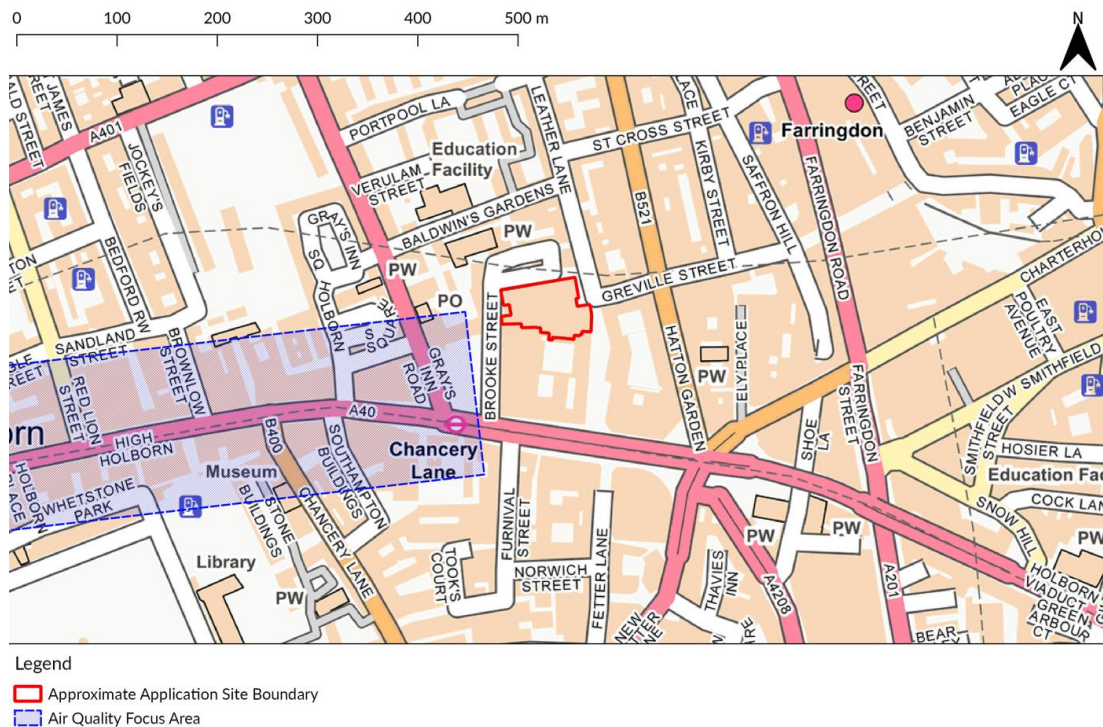 0 100 200 300 400 500 m
N
JAMES
STREET
A401
JOCKEY'S
FIELDS
BEDFORD RW
SANDLAND
STREET
BROWNLOW
STREET
RED LION
STREET
HIGH
HOLBORN
WHETSTONE
PARK
HOLBORN
PORTPOOL LA
LEATHER LANE
Education
Facility
VERULAM
STREET
BALDWIN'S GARDENS
PW
GRAY'S INN
SQ
HOLBORN
PW
PO
GRAYS
INN
ROAD
BROOKE STREET
A40
B400
Chancery
Lane
Museum
SOUTHAMPTON
BUILDINGS
STONE
BUILDINGS
CHANCERY LANE
Library
PW
TOOK'S
COURT
FURNIVAL
STREET
NORWICH
STREET
FETTER LANE
ST CROSS STREET
B521
KIRBY STREET
SAFFRON HILL
GREVILLE STREET
HATTON GARDEN
ELY PLACE
PW
FARRINGDON ROAD
Farringdon
BENJAMIN
STREET
EAGLE CT
EAST
POULTRY
AVENUE
W SMITHFIELD
SMITHFIELD
STREET
HOSIER LA
COCK LAN
SNOW HILL
PW
HOLBORN
VIADUCT
GREEN
ARBOUR
CT
FARRINGDON
STREET
SHOE
LA
PW
PW
THAVIES
INN
A4208
A201
Legend
Approximate Application Site Boundary
Air Quality Focus Area